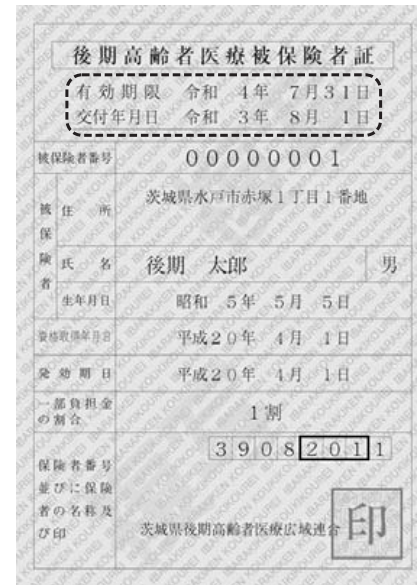 後期高齢者医療被保険者証
有効期限 令和 4年 7月31日
交付年月日 令和 3年 8月 1日
被保険者番号 00000001
被保険者
住所 茨城県水戸市赤塚1丁目1番地
氏名 後期 太郎 男
生年月日 昭和 5年 5月 5日
資格取得年月日 平成20年 4月 1日
発効期日 平成20年 4月 1日
一部負担金
の割合 1割
保険者番号 39082011
並びに保険
者の名称及
び印 茨城県後期高齢者医療広域連合 印